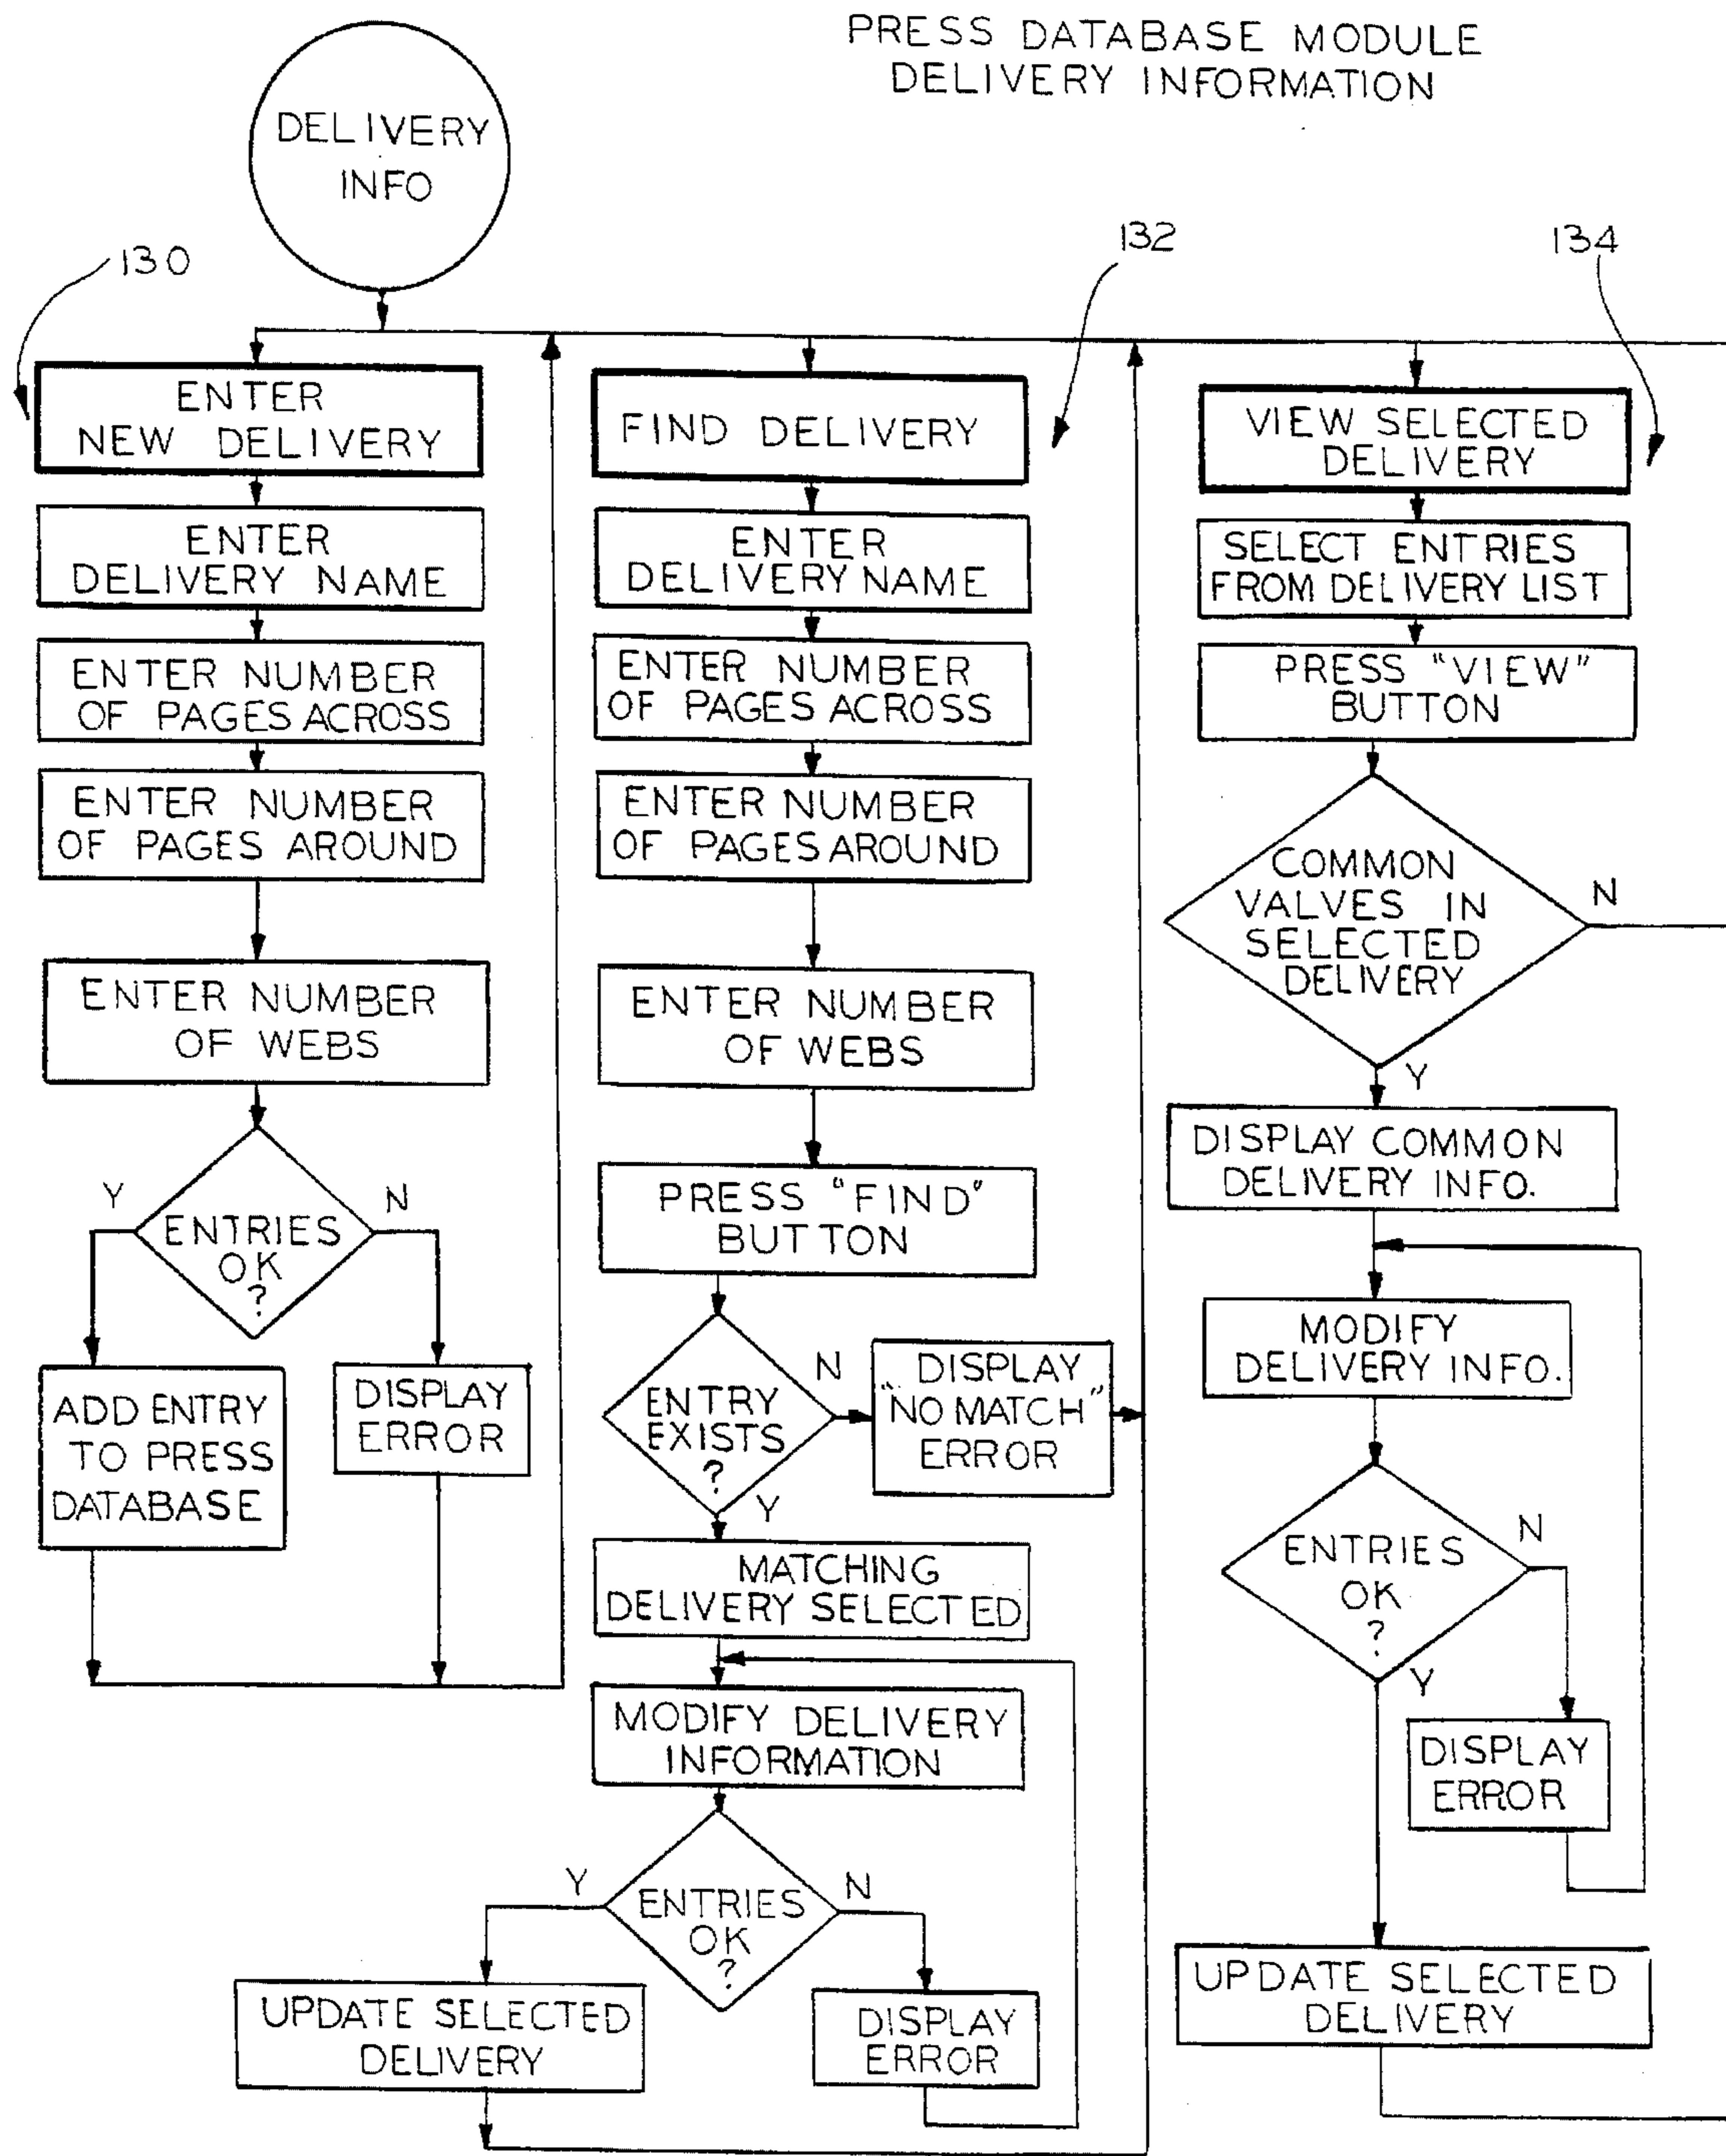 PRESS DATABASE MODULE
DELIVERY INFORMATION
DELIVERY
INFO
130
132
134
ENTER
NEW DELIVERY
ENTER
DELIVERY NAME
ENTER NUMBER
OF PAGES ACROSS
ENTER NUMBER
OF PAGES AROUND
ENTER NUMBER
OF WEBS
Y
N
ENTRIES
OK
?
ADD ENTRY
TO PRESS
DATABASE
DISPLAY
ERROR
FIND DELIVERY
ENTER
DELIVERY NAME
ENTER NUMBER
OF PAGES ACROSS
ENTER NUMBER
OF PAGES AROUND
ENTER NUMBER
OF WEBS
PRESS "FIND"
BUTTON
ENTRY
EXISTS
?
N
Y
DISPLAY
"NO MATCH"
ERROR
MATCHING
DELIVERY SELECTED
MODIFY DELIVERY
INFORMATION
Y
N
ENTRIES
OK
?
UPDATE SELECTED
DELIVERY
DISPLAY
ERROR
VIEW SELECTED
DELIVERY
SELECT ENTRIES
FROM DELIVERY LIST
PRESS "VIEW"
BUTTON
COMMON
VALVES IN
SELECTED
DELIVERY
N
Y
DISPLAY COMMON
DELIVERY INFO.
MODIFY
DELIVERY INFO.
ENTRIES
OK
?
N
Y
DISPLAY
ERROR
UPDATE SELECTED
DELIVERY